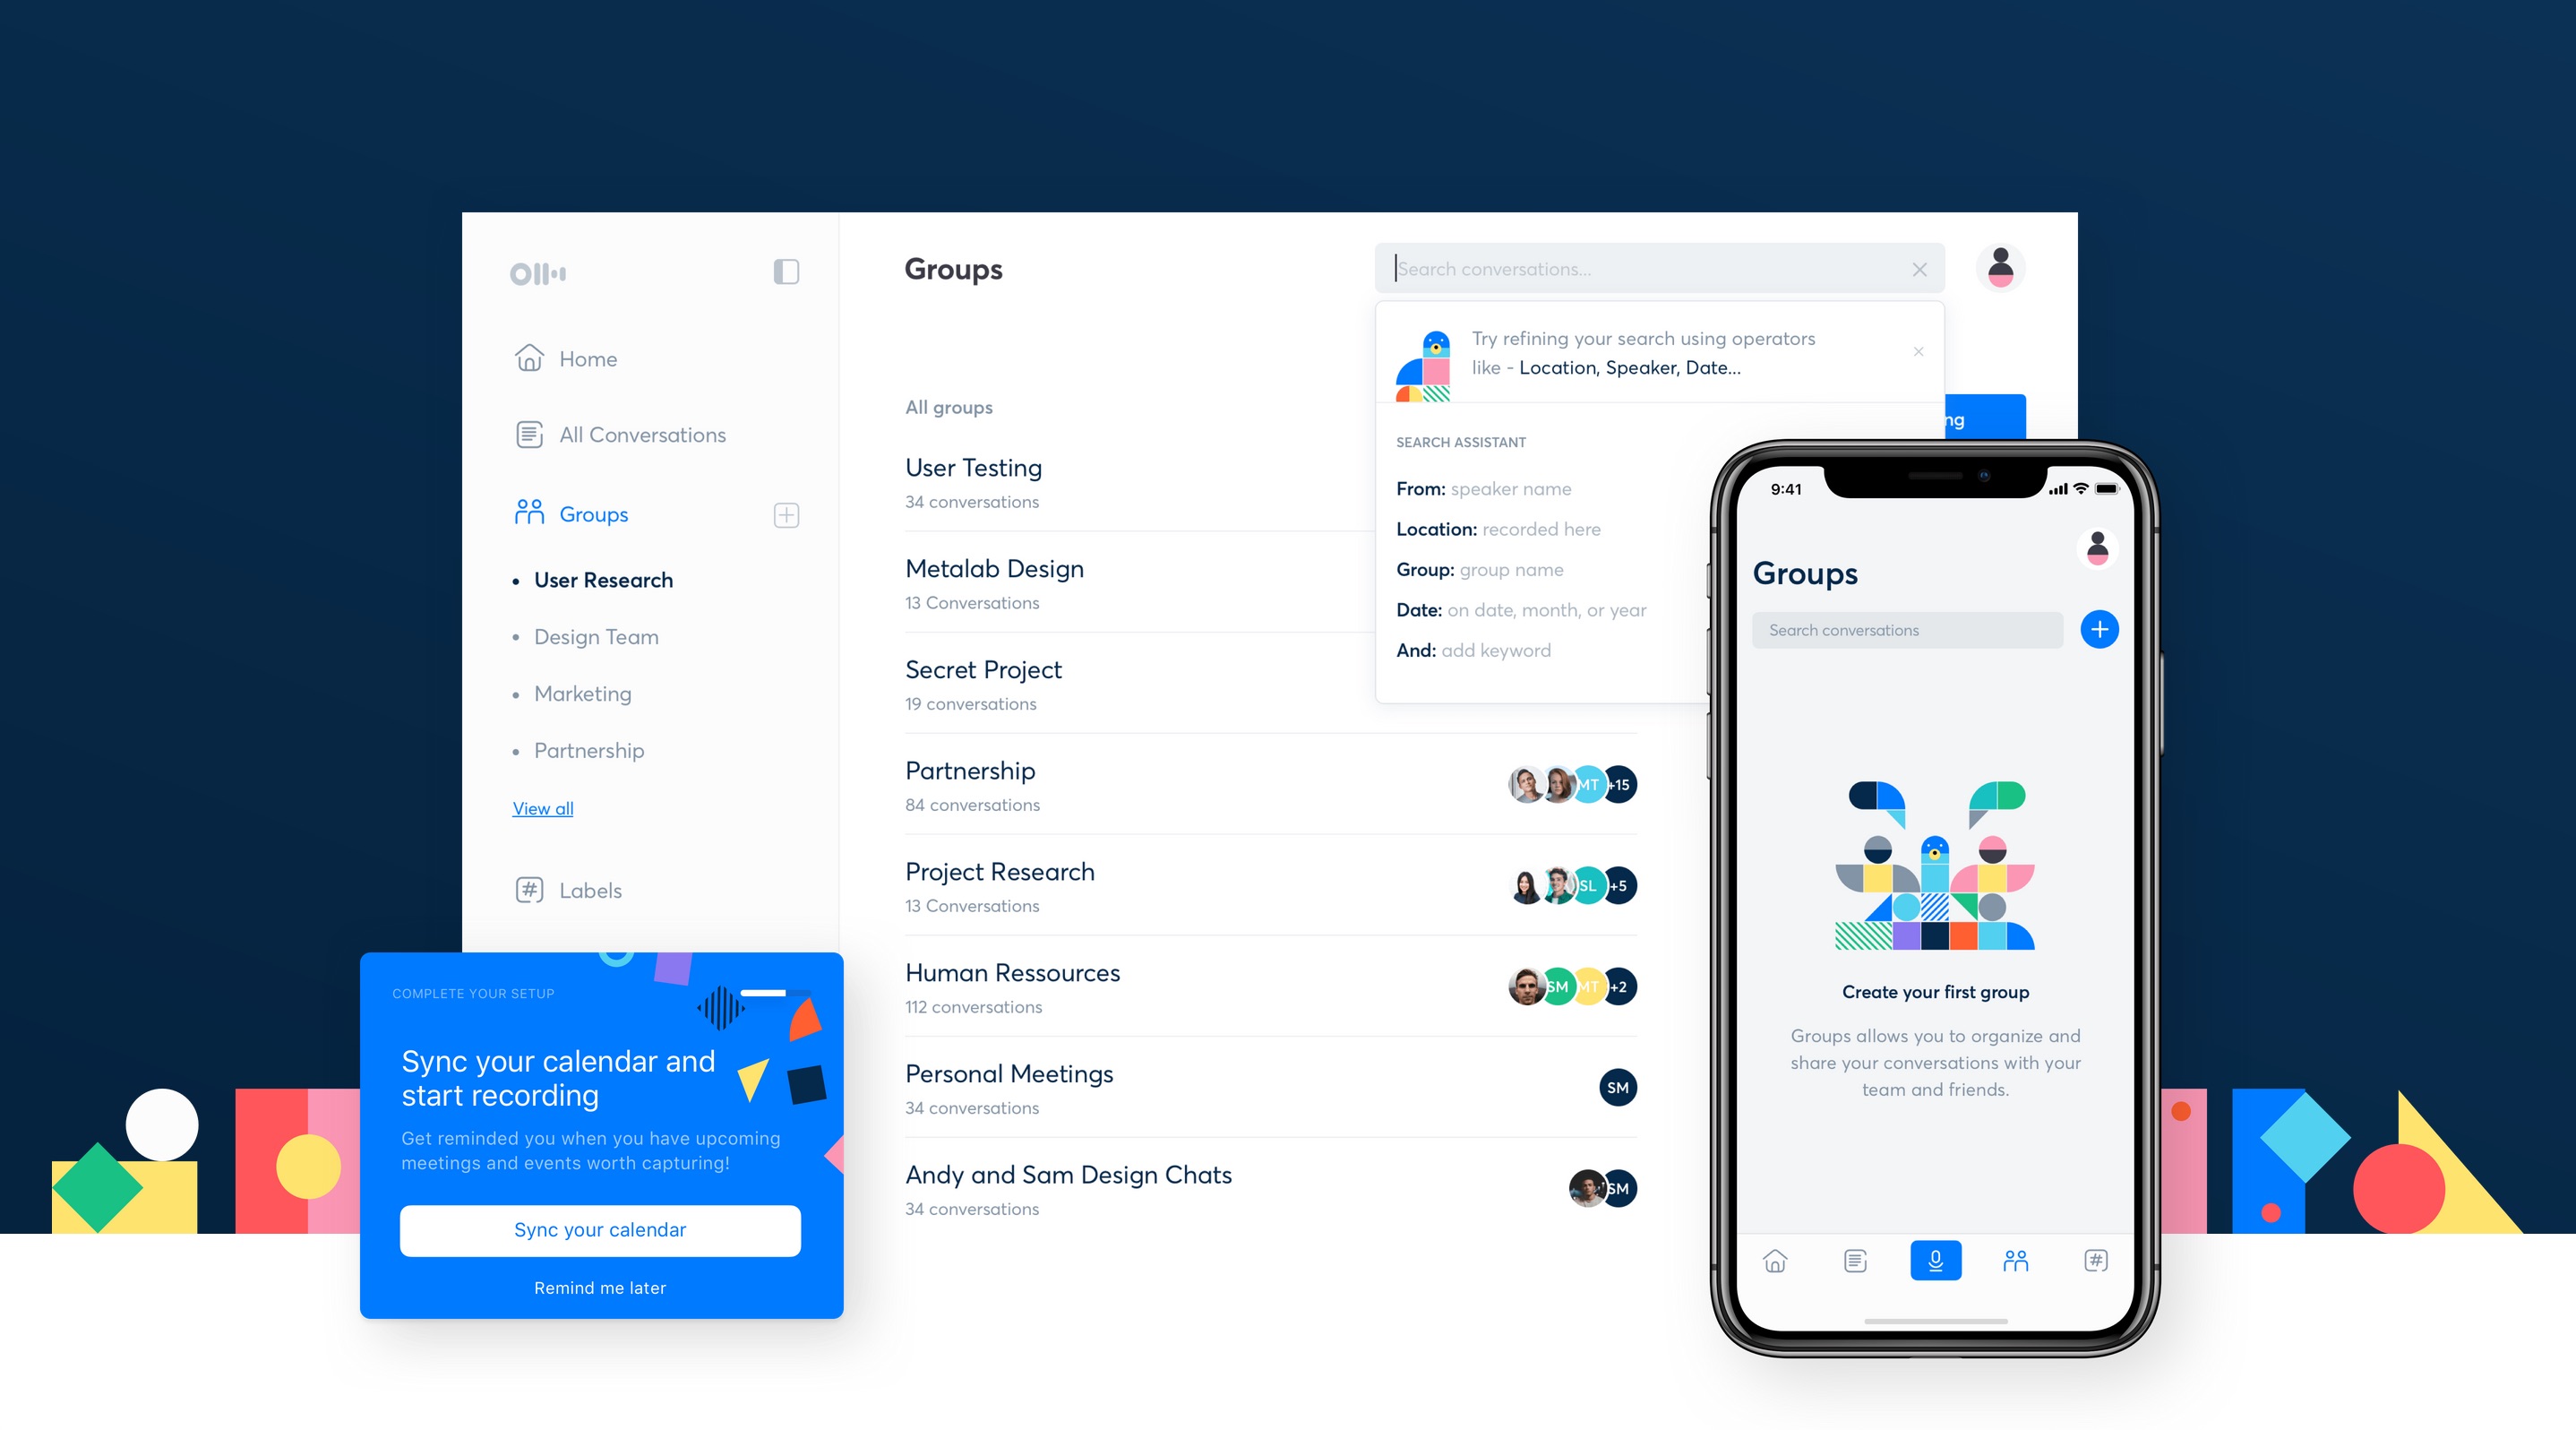 Home
All Conversations
Groups
User Research
Design Team
Marketing
Partnership
View all
Labels
Groups
Search conversations...
Try refining your search using operators
like - Location, Speaker, Date...
SEARCH ASSISTANT
From: speaker name
Location: recorded here
Group: group name
Date: on date, month, or year
And: add keyword
ng
All groups
User Testing
34 conversations
Metalab Design
13 Conversations
Secret Project
19 conversations
Partnership
84 conversations
MT +15
Project Research
13 Conversations
SL +5
Human Ressources
112 conversations
SM MT +2
Personal Meetings
34 conversations
SM
Andy and Sam Design Chats
34 conversations
SM
COMPLETE YOUR SETUP
Sync your calendar and
start recording
Get reminded you when you have upcoming
meetings and events worth capturing!
Sync your calendar
Remind me later
9:41
Groups
Search conversations
Create your first group
Groups allows you to organize and
share your conversations with your
team and friends.